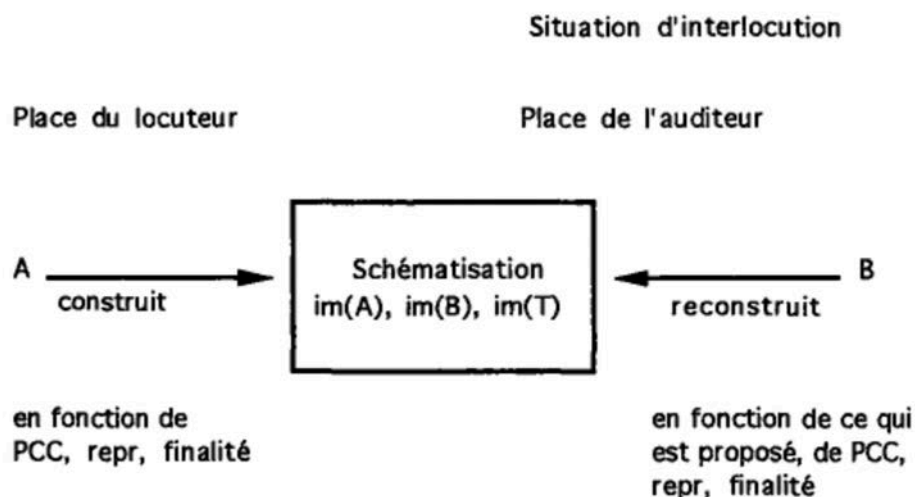 Situation d'interlocution
Place du locuteur
Place de l'auditeur
A
construit
Schématisation
im(A), im(B), im(T)
B
reconstruit
en fonction de
PCC, repr, finalité
en fonction de ce qui
est proposé, de PCC,
repr, finalité